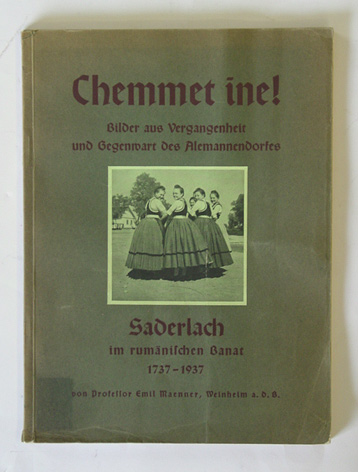 Chemmet ine!
Bilder aus Vergangenheit
und Gegenwart des Alemannendorfes
Saderlach
im rumänischen Banat
1737-1937
von Professor Emil Maenner, Weinheim a. d. B.